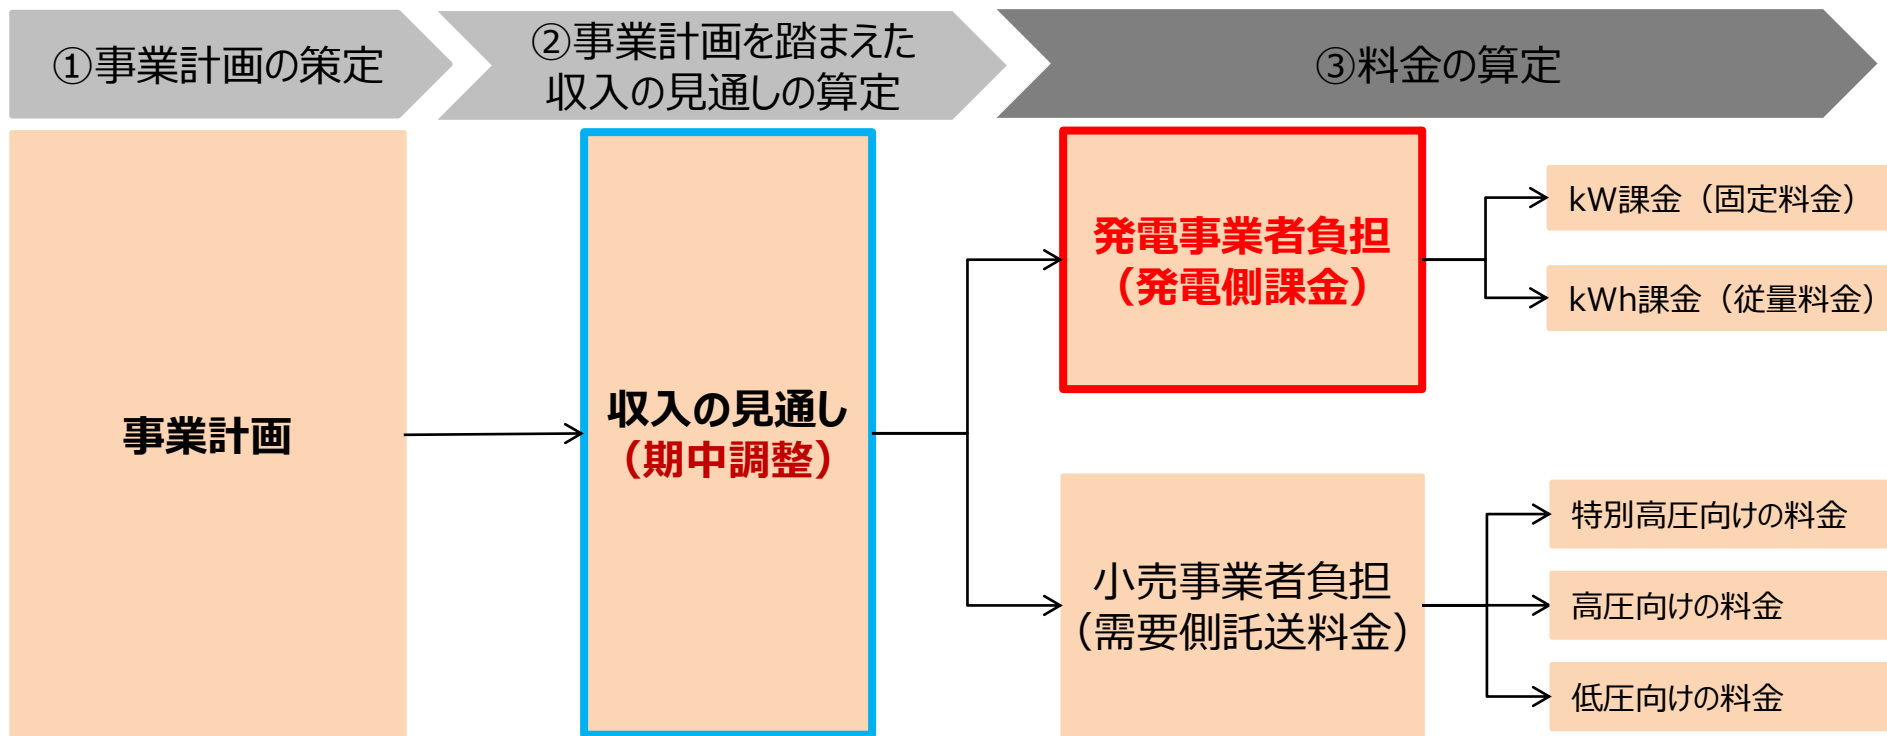 ①事業計画の策定
②事業計画を踏まえた
収入の見通しの算定
③料金の算定
事業計画
収入の見通し
（期中調整）
発電事業者負担
（発電側課金）
kW課金（固定料金）
kWh課金（従量料金）
小売事業者負担
（需要側託送料金）
特別高圧向けの料金
高圧向けの料金
低圧向けの料金